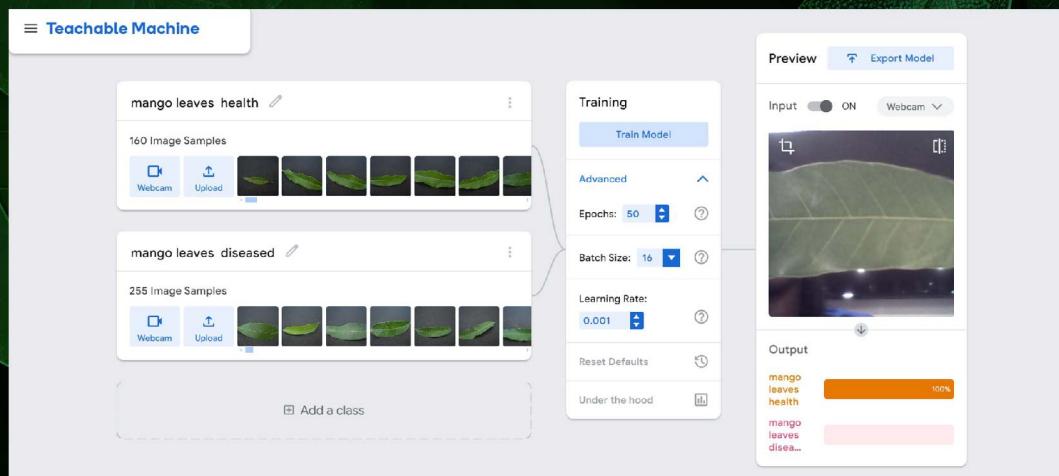 Teachable Machine
mango leaves health
160 Image Samples
Webcam
Upload
mango leaves diseased
255 Image Samples
Webcam
Upload
Add a class
Training
Train Model
Advanced
Epochs: 50
Batch Size: 16
Learning Rate:
0.001
Reset Defaults
Under the hood
Preview
Export Model
Input ON Webcam
Output
mango
leaves
health
100%
mango
leaves
disea...